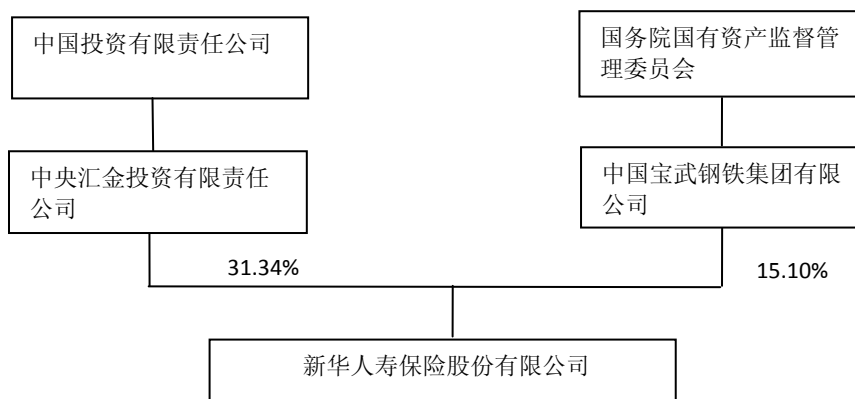 中国投资有限责任公司
国务院国有资产监督管
理委员会
中央汇金投资有限责任
公司
中国宝武钢铁集团有限
公司
31.34%
15.10%
新华人寿保险股份有限公司